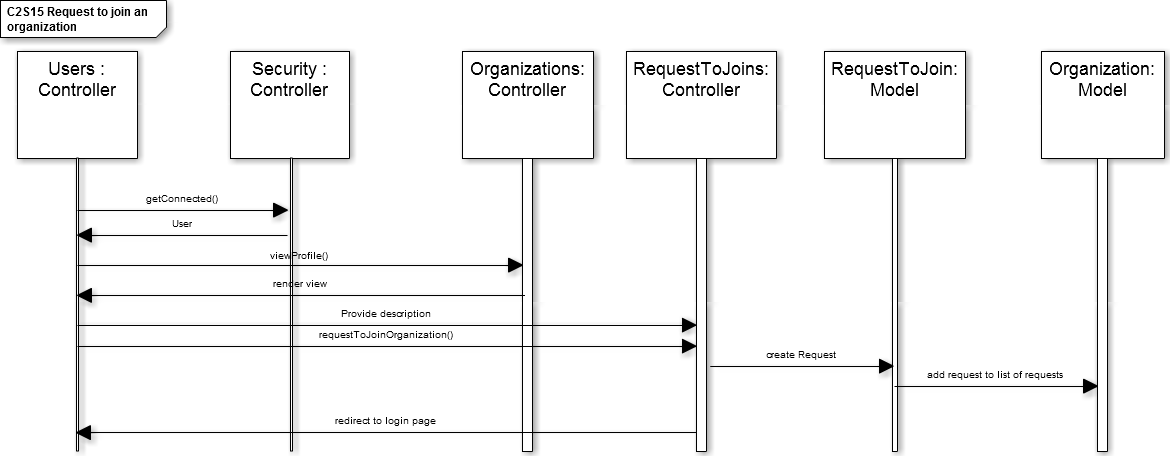 C2S15 Request to join an
organization
Users :
Controller
Security :
Controller
Organizations:
Controller
RequestToJoins:
Controller
RequestToJoin:
Model
Organization:
Model
getConnected()
User
viewProfile()
render view
Provide description
requestToJoinOrganization()
create Request
add request to list of requests
redirect to login page